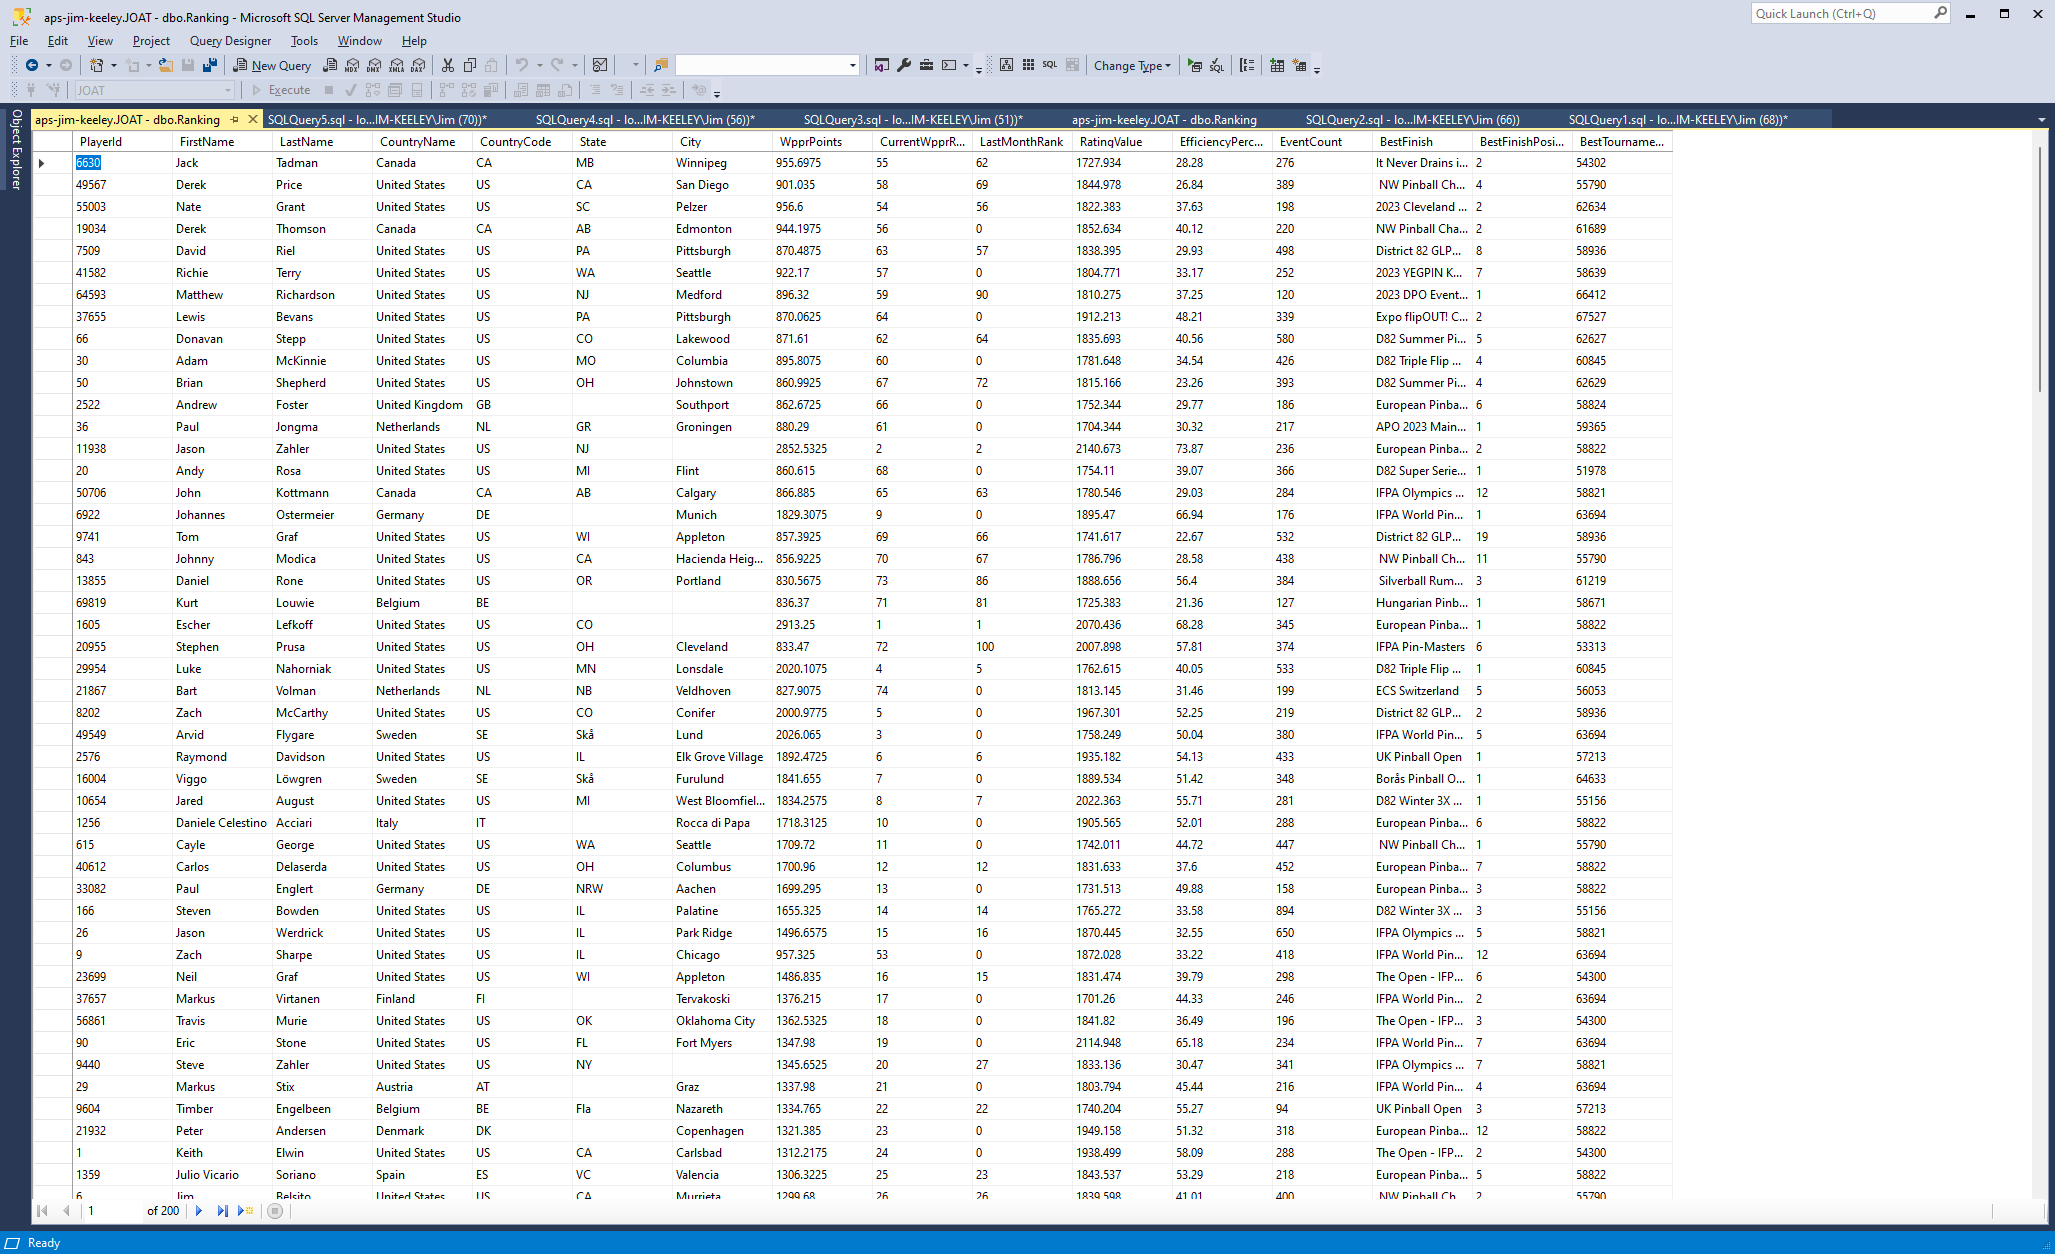 aps-jim-keeley.JOAT - dbo.Ranking - Microsoft SQL Server Management Studio
Quick Launch (Ctrl+Q)
File Edit View Project Query Designer Tools Window Help
New Query MDX DMX XMLA DAX SQL Change Type SQL
JOAT Execute
Object Explorer
aps-jim-keeley.JOAT - dbo.Ranking SQLQuery5.sql - lo...IM-KEELEY\Jim (70))* SQLQuery4.sql - lo...IM-KEELEY\Jim (56))* SQLQuery3.sql - lo...IM-KEELEY\Jim (51))* aps-jim-keeley.JOAT - dbo.Ranking SQLQuery2.sql - lo...IM-KEELEY\Jim (66)) SQLQuery1.sql - lo...IM-KEELEY\Jim (68))*
PlayerId FirstName LastName CountryName CountryCode State City WpprPoints CurrentWpprR... LastMonthRank RatingValue EfficiencyPerc... EventCount BestFinish BestFinishPosi... BestTourname...
6630 Jack Tadman Canada CA MB Winnipeg 955.6975 55 62 1727.934 28.28 276 It Never Drains i... 2 54302
49567 Derek Price United States US CA San Diego 901.035 58 69 1844.978 26.84 389 NW Pinball Ch... 4 55790
55003 Nate Grant United States US SC Pelzer 956.6 54 56 1822.383 37.63 198 2023 Cleveland ... 2 62634
19034 Derek Thomson Canada CA AB Edmonton 944.1975 56 0 1852.634 40.12 220 NW Pinball Cha... 2 61689
7509 David Riel United States US PA Pittsburgh 870.4875 63 57 1838.395 29.93 498 District 82 GLP... 8 58936
41582 Richie Terry United States US WA Seattle 922.17 57 0 1804.771 33.17 252 2023 YEGPIN K... 7 58639
64593 Matthew Richardson United States US NJ Medford 896.32 59 90 1810.275 37.25 120 2023 DPO Event... 1 66412
37655 Lewis Bevans United States US PA Pittsburgh 870.0625 64 0 1912.213 48.21 339 Expo flipOUT! C... 2 67527
66 Donavan Stepp United States US CO Lakewood 871.61 62 64 1835.693 40.56 580 D82 Summer Pi... 5 62627
30 Adam McKinnie United States US MO Columbia 895.8075 60 0 1781.648 34.54 426 D82 Triple Flip ... 4 60845
50 Brian Shepherd United States US OH Johnstown 860.9925 67 72 1815.166 23.26 393 D82 Summer Pi... 4 62629
2522 Andrew Foster United Kingdom GB Southport 862.6725 66 0 1752.344 29.77 186 European Pinba... 6 58824
36 Paul Jongma Netherlands NL GR Groningen 880.29 61 0 1704.344 30.32 217 APO 2023 Main... 1 59365
11938 Jason Zahler United States US NJ 2852.5325 2 2 2140.673 73.87 236 European Pinba... 2 58822
20 Andy Rosa United States US MI Flint 860.615 68 0 1754.11 39.07 366 D82 Super Serie... 1 51978
50706 John Kottmann Canada CA AB Calgary 866.885 65 63 1780.546 29.03 284 IFPA Olympics ... 12 58821
6922 Johannes Ostermeier Germany DE Munich 1829.3075 9 0 1895.47 66.94 176 IFPA World Pin... 1 63694
9741 Tom Graf United States US WI Appleton 857.3925 69 66 1741.617 22.67 532 District 82 GLP... 19 58936
843 Johnny Modica United States US CA Hacienda Heig... 856.9225 70 67 1786.796 28.58 438 NW Pinball Ch... 11 55790
13855 Daniel Rone United States US OR Portland 830.5675 73 86 1888.656 56.4 384 Silverball Rum... 3 61219
69819 Kurt Louwie Belgium BE 836.37 71 81 1725.383 21.36 127 Hungarian Pinb... 1 58671
1605 Escher Lefkoff United States US CO 2913.25 1 1 2070.436 68.28 345 European Pinba... 1 58822
20955 Stephen Prusa United States US OH Cleveland 833.47 72 100 2007.898 57.81 374 IFPA Pin-Masters 6 53313
29954 Luke Nahorniak United States US MN Lonsdale 2020.1075 4 5 1762.615 40.05 533 D82 Triple Flip ... 1 60845
21867 Bart Volman Netherlands NL NB Veldhoven 827.9075 74 0 1813.145 31.46 199 ECS Switzerland 5 56053
8202 Zach McCarthy United States US CO Conifer 2000.9775 5 0 1967.301 52.25 219 District 82 GLP... 2 58936
49549 Arvid Flygare Sweden SE Skå Lund 2026.065 3 0 1758.249 50.04 380 IFPA World Pin... 5 63694
2576 Raymond Davidson United States US IL Elk Grove Village 1892.4725 6 6 1935.182 54.13 433 UK Pinball Open 1 57213
16004 Viggo Löwgren Sweden SE Skå Furulund 1841.655 7 0 1889.534 51.42 348 Borås Pinball O... 1 64633
10654 Jared August United States US MI West Bloomfiel... 1834.2575 8 7 2022.363 55.71 281 D82 Winter 3X ... 1 55156
1256 Daniele Celestino Acciari Italy IT Rocca di Papa 1718.3125 10 0 1905.565 52.01 288 European Pinba... 6 58822
615 Cayle George United States US WA Seattle 1709.72 11 0 1742.011 44.72 447 NW Pinball Ch... 1 55790
40612 Carlos Delaserda United States US OH Columbus 1700.96 12 12 1831.633 37.6 452 European Pinba... 7 58822
33082 Paul Englert Germany DE NRW Aachen 1699.295 13 0 1731.513 49.88 158 European Pinba... 3 58822
166 Steven Bowden United States US IL Palatine 1655.325 14 14 1765.272 33.58 894 D82 Winter 3X ... 3 55156
26 Jason Werdrick United States US IL Park Ridge 1496.6575 15 16 1870.445 32.55 650 IFPA Olympics ... 5 58821
9 Zach Sharpe United States US IL Chicago 957.325 53 0 1872.028 33.22 418 IFPA World Pin... 12 63694
23699 Neil Graf United States US WI Appleton 1486.835 16 15 1831.474 39.79 298 The Open - IFP... 6 54300
37657 Markus Virtanen Finland FI Tervakoski 1376.215 17 0 1701.26 44.33 246 IFPA World Pin... 2 63694
56861 Travis Murie United States US OK Oklahoma City 1362.5325 18 0 1841.82 36.49 196 The Open - IFP... 3 54300
90 Eric Stone United States US FL Fort Myers 1347.98 19 0 2114.948 65.18 234 IFPA World Pin... 7 63694
9440 Steve Zahler United States US NY 1345.6525 20 27 1833.136 30.47 341 IFPA Olympics ... 7 58821
29 Markus Stix Austria AT Graz 1337.98 21 0 1803.794 45.44 216 IFPA World Pin... 4 63694
9604 Timber Engelbeen Belgium BE Fla Nazareth 1334.765 22 22 1740.204 55.27 94 UK Pinball Open 3 57213
21932 Peter Andersen Denmark DK Copenhagen 1321.385 23 0 1949.158 51.32 318 European Pinba... 12 58822
1 Keith Elwin United States US CA Carlsbad 1312.2175 24 0 1938.499 58.09 288 The Open - IFP... 2 54300
1359 Julio Vicario Soriano Spain ES VC Valencia 1306.3225 25 23 1843.537 53.29 218 European Pinba... 5 58822
6 Jim Belsito United States US CA Murrieta 1299.68 26 26 1839.598 41.01 400 NW Pinball Ch... 2 55790
1 of 200
Ready